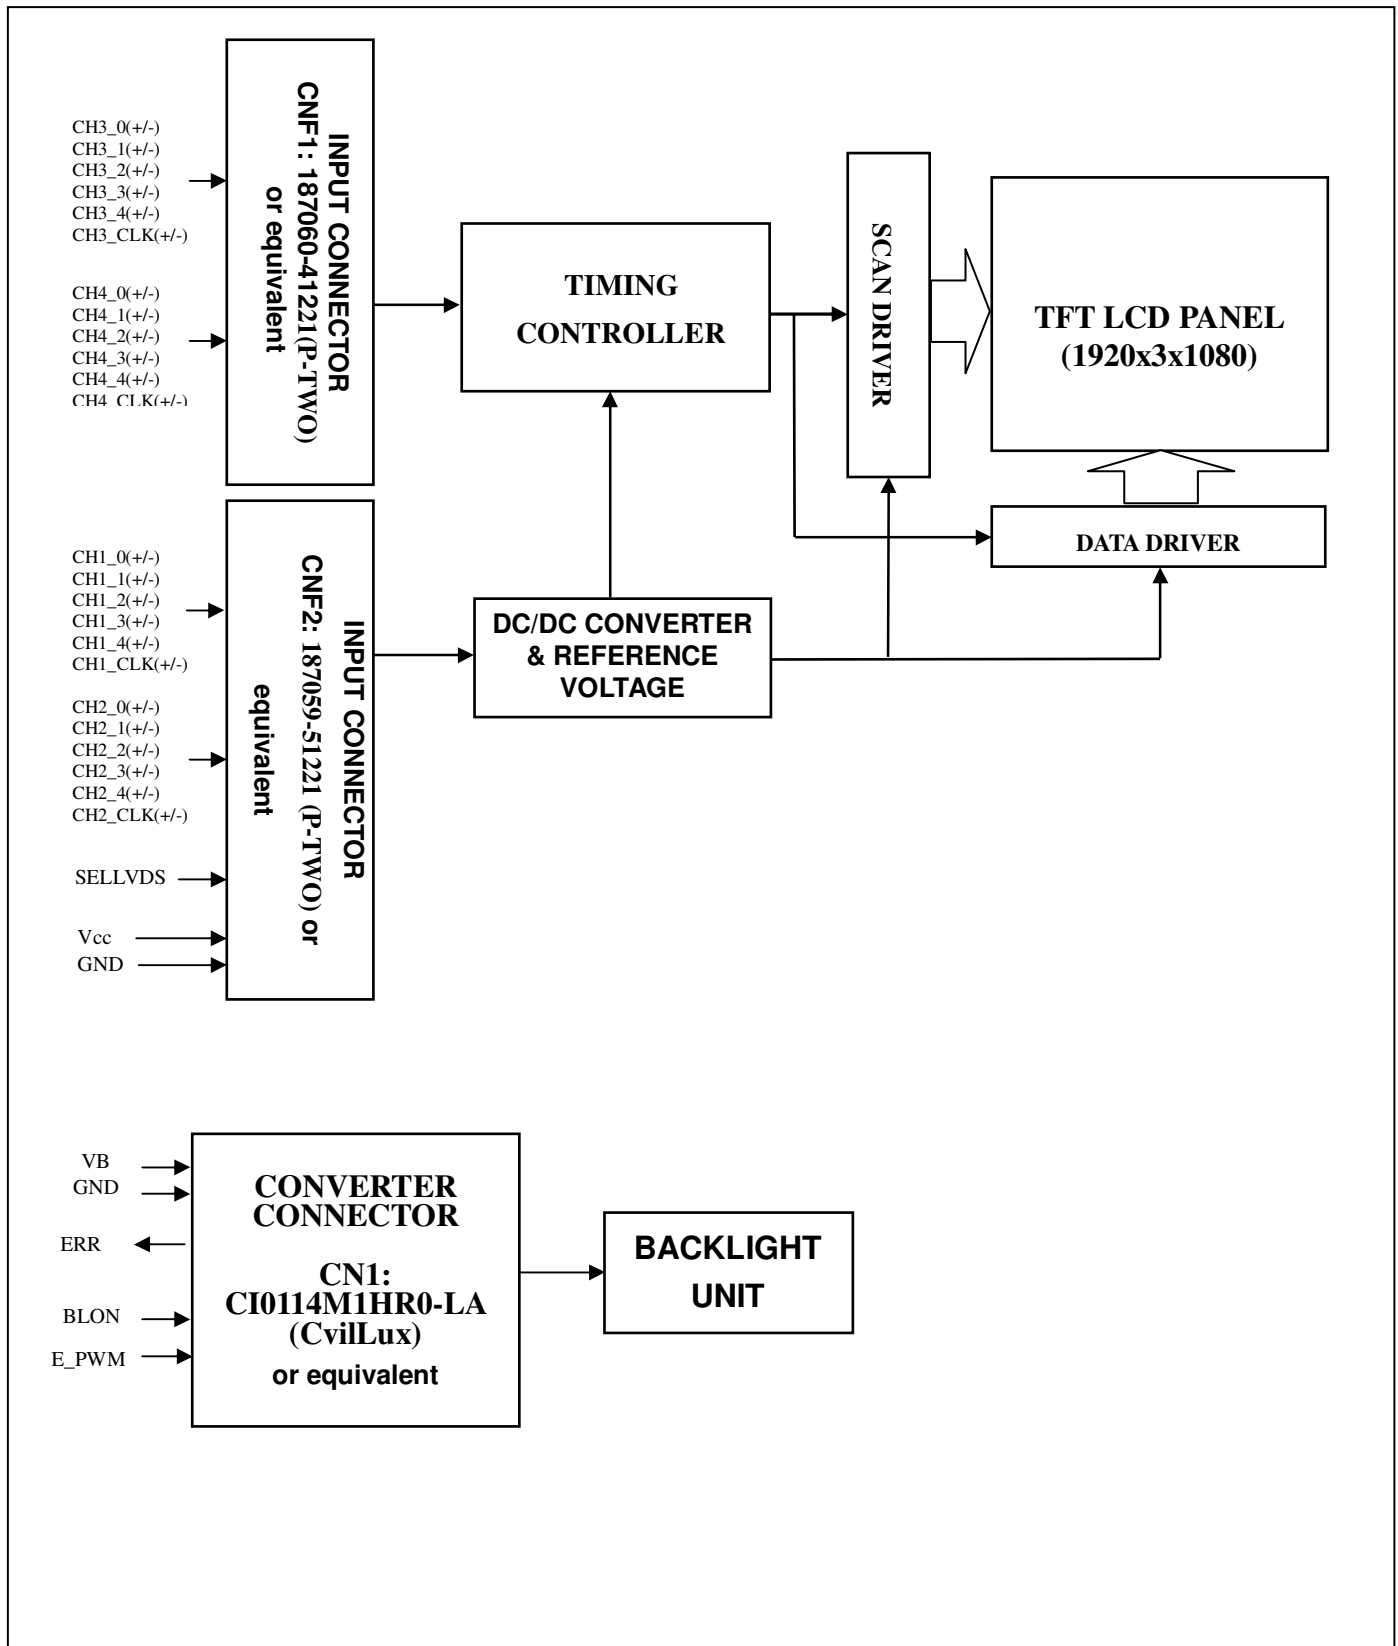 CH3_0(+/-)
CH3_1(+/-)
CH3_2(+/-)
CH3_3(+/-)
CH3_4(+/-)
CH3_CLK(+/-)
CH4_0(+/-)
CH4_1(+/-)
CH4_2(+/-)
CH4_3(+/-)
CH4_4(+/-)
CH4_CLK(+/-)
INPUT CONNECTOR
CNF1: 187060-41221(P-TWO)
or equivalent
TIMING
CONTROLLER
SCAN DRIVER
TFT LCD PANEL
(1920x3x1080)
DATA DRIVER
CH1_0(+/-)
CH1_1(+/-)
CH1_2(+/-)
CH1_3(+/-)
CH1_4(+/-)
CH1_CLK(+/-)
CH2_0(+/-)
CH2_1(+/-)
CH2_2(+/-)
CH2_3(+/-)
CH2_4(+/-)
CH2_CLK(+/-)
SELLVDS
Vcc
GND
INPUT CONNECTOR
CNF2: 187059-51221 (P-TWO) or
equivalent
DC/DC CONVERTER
& REFERENCE
VOLTAGE
VB
GND
ERR
BLON
E_PWM
CONVERTER
CONNECTOR
CN1:
CI0114M1HR0-LA
(CvilLux)
or equivalent
BACKLIGHT
UNIT